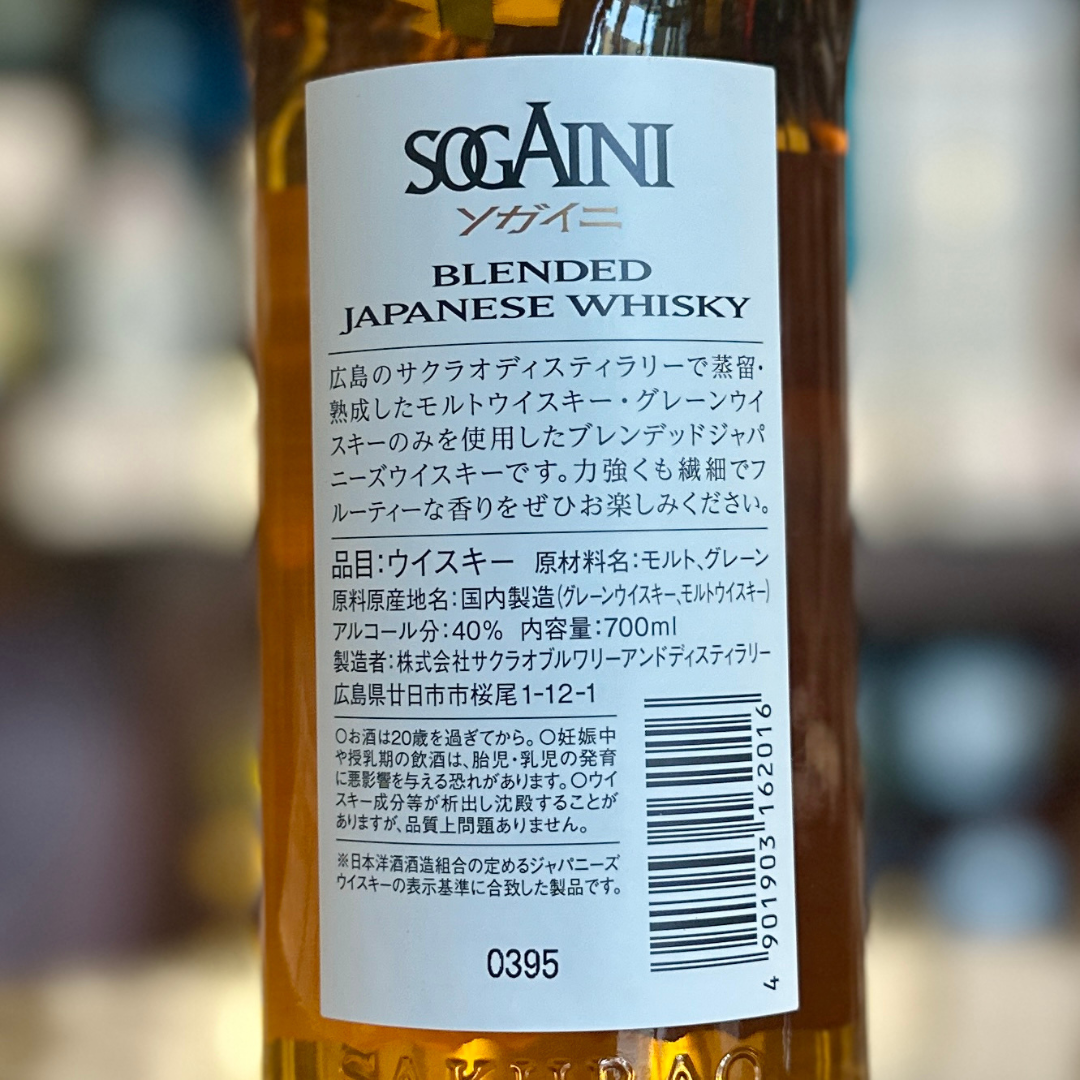 SOGAINI
ソガイニ
BLENDED
JAPANESE WHISKY
広島のサクラオディスティラリーで蒸留・
熟成したモルトウイスキー・グレーンウイ
スキーのみを使用したブレンデッドジャパ
ニーズウイスキーです。力強くも繊細でフ
ルーティーな香りをぜひお楽しみください。
品目:ウイスキー 原材料名:モルト、グレーン
原料原産地名:国内製造(グレーンウイスキー、モルトウイスキー)
アルコール分:40% 内容量:700ml
製造者:株式会社サクラオブルワリーアンドディスティラリー
広島県廿日市市桜尾1-12-1
○お酒は20歳を過ぎてから。○妊娠中
や授乳期の飲酒は、胎児・乳児の発育
に悪影響を与える恐れがあります。○ウイ
スキー成分等が析出し沈殿することが
ありますが、品質上問題ありません。
※日本洋酒酒造組合の定めるジャパニーズ
ウイスキーの表示基準に合致した製品です。
0395
4 901903 162016
SAKURAO